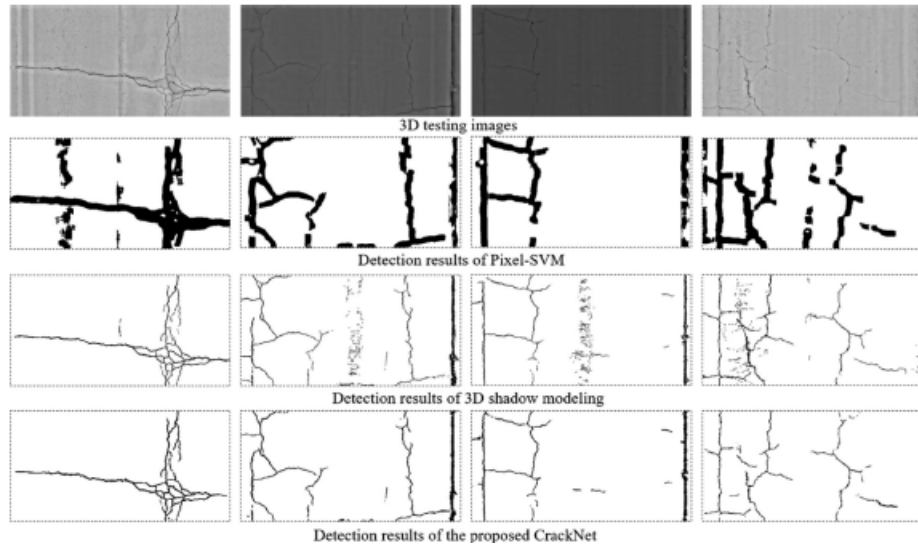 3D testing images
Detection results of Pixel-SVM
Detection results of 3D shadow modeling
Detection results of the proposed CrackNet